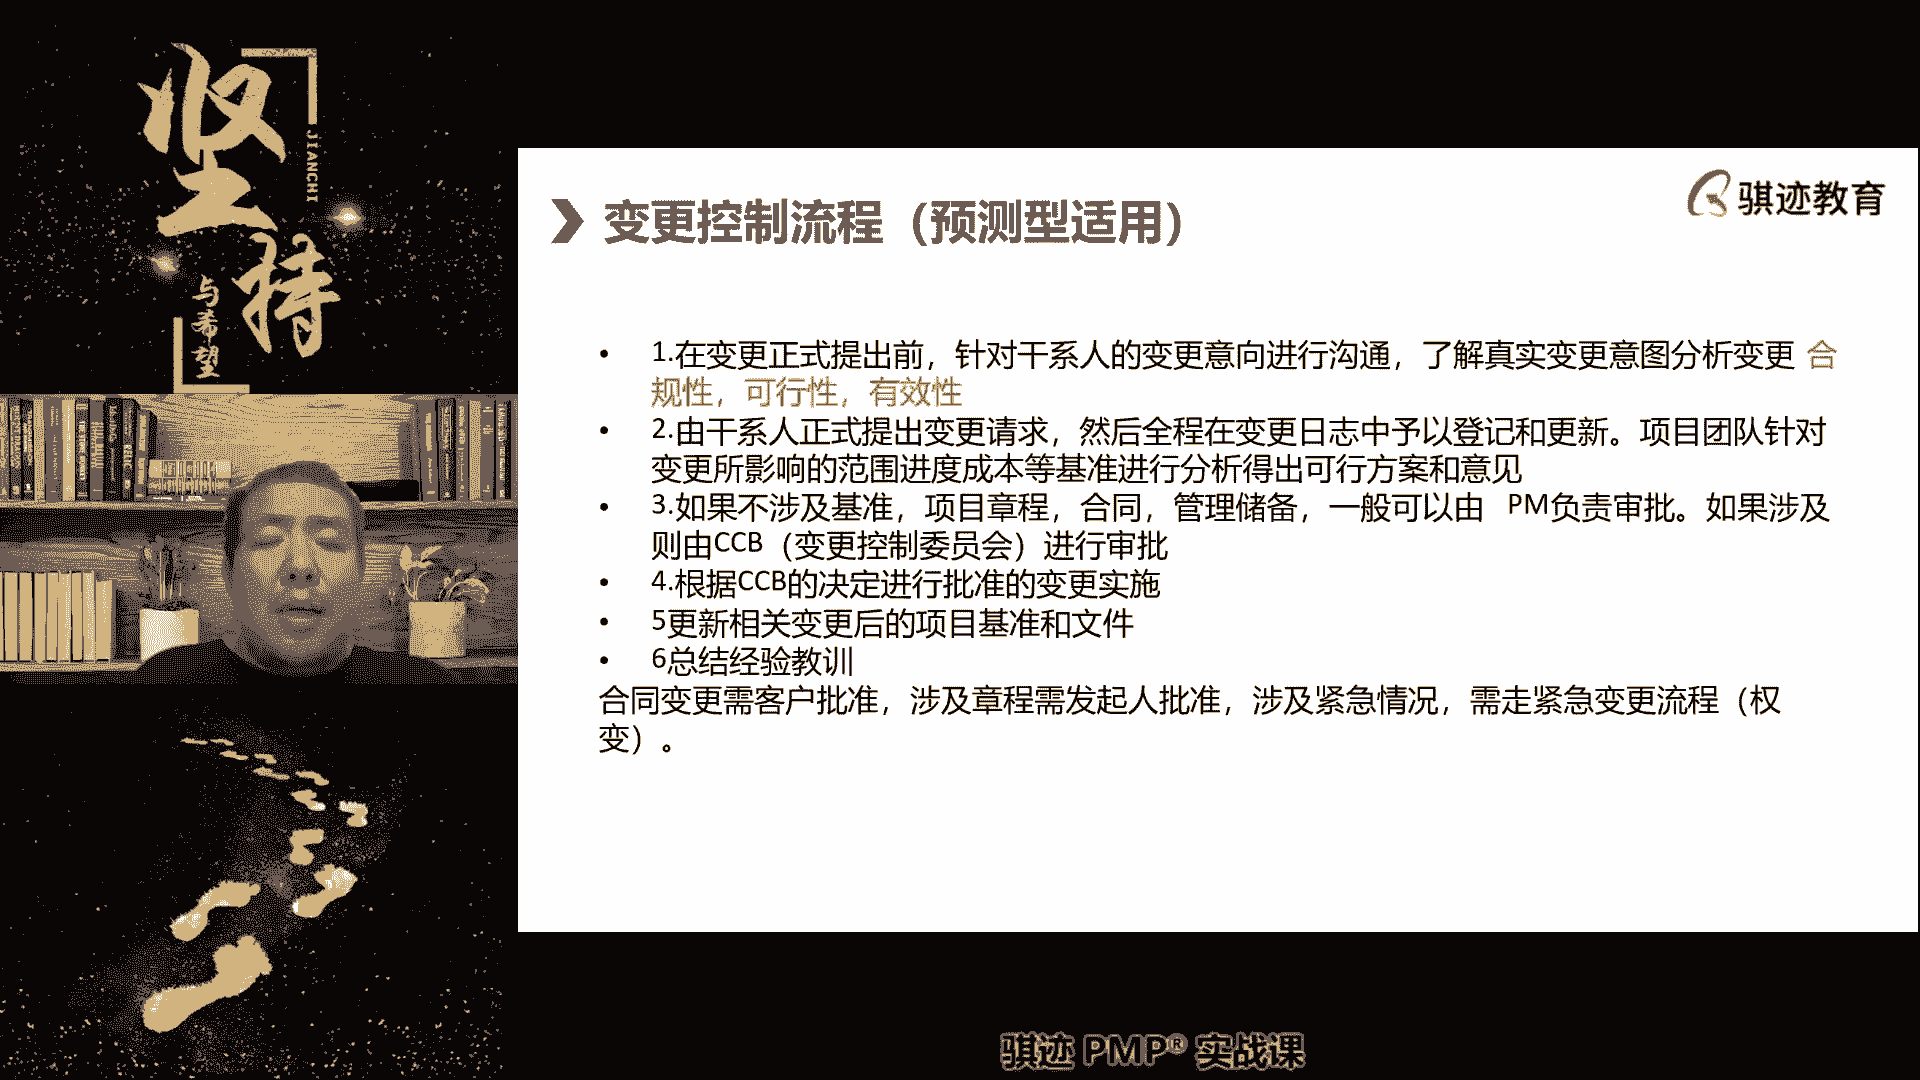 坚持
JIANCHI
与希望
骐迹教育
变更控制流程（预测型适用）
• 1.在变更正式提出前，针对干系人的变更意向进行沟通，了解真实变更意图分析变更 合
规性，可行性，有效性
• 2.由干系人正式提出变更请求，然后全程在变更日志中予以登记和更新。项目团队针对
变更所影响的范围进度成本等基准进行分析得出可行方案和意见
• 3.如果不涉及基准，项目章程，合同，管理储备，一般可以由 PM负责审批。如果涉及
则由CCB（变更控制委员会）进行审批
• 4.根据CCB的决定进行批准的变更实施
• 5更新相关变更后的项目基准和文件
• 6总结经验教训
合同变更需客户批准，涉及章程需发起人批准，涉及紧急情况，需走紧急变更流程（权
变）。
骐迹 PMP® 实战课